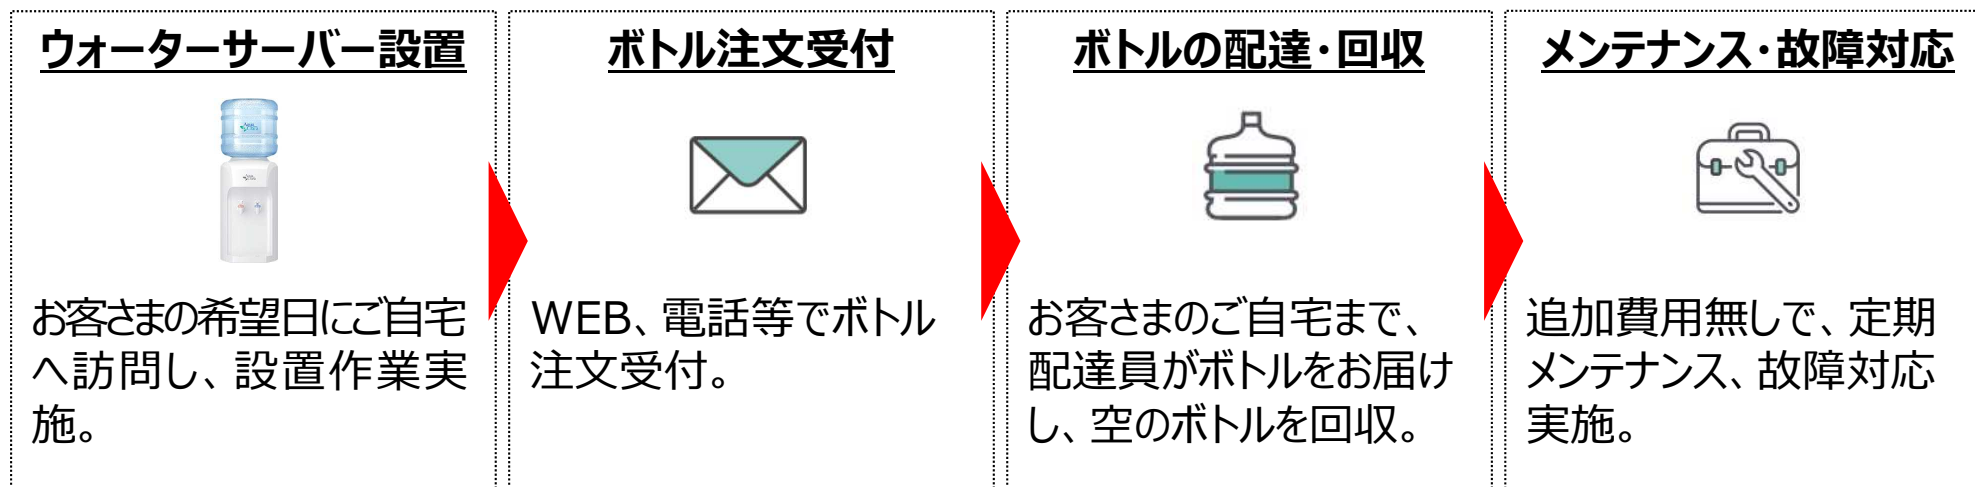 ウォーターサーバー設置
お客さまの希望日にご自宅
へ訪問し、設置作業実
施。
ボトル注文受付
WEB、電話等でボトル
注文受付。
ボトルの配達・回収
お客さまのご自宅まで、
配達員がボトルをお届け
し、空のボトルを回収。
メンテナンス・故障対応
追加費用無しで、定期
メンテナンス、故障対応
実施。